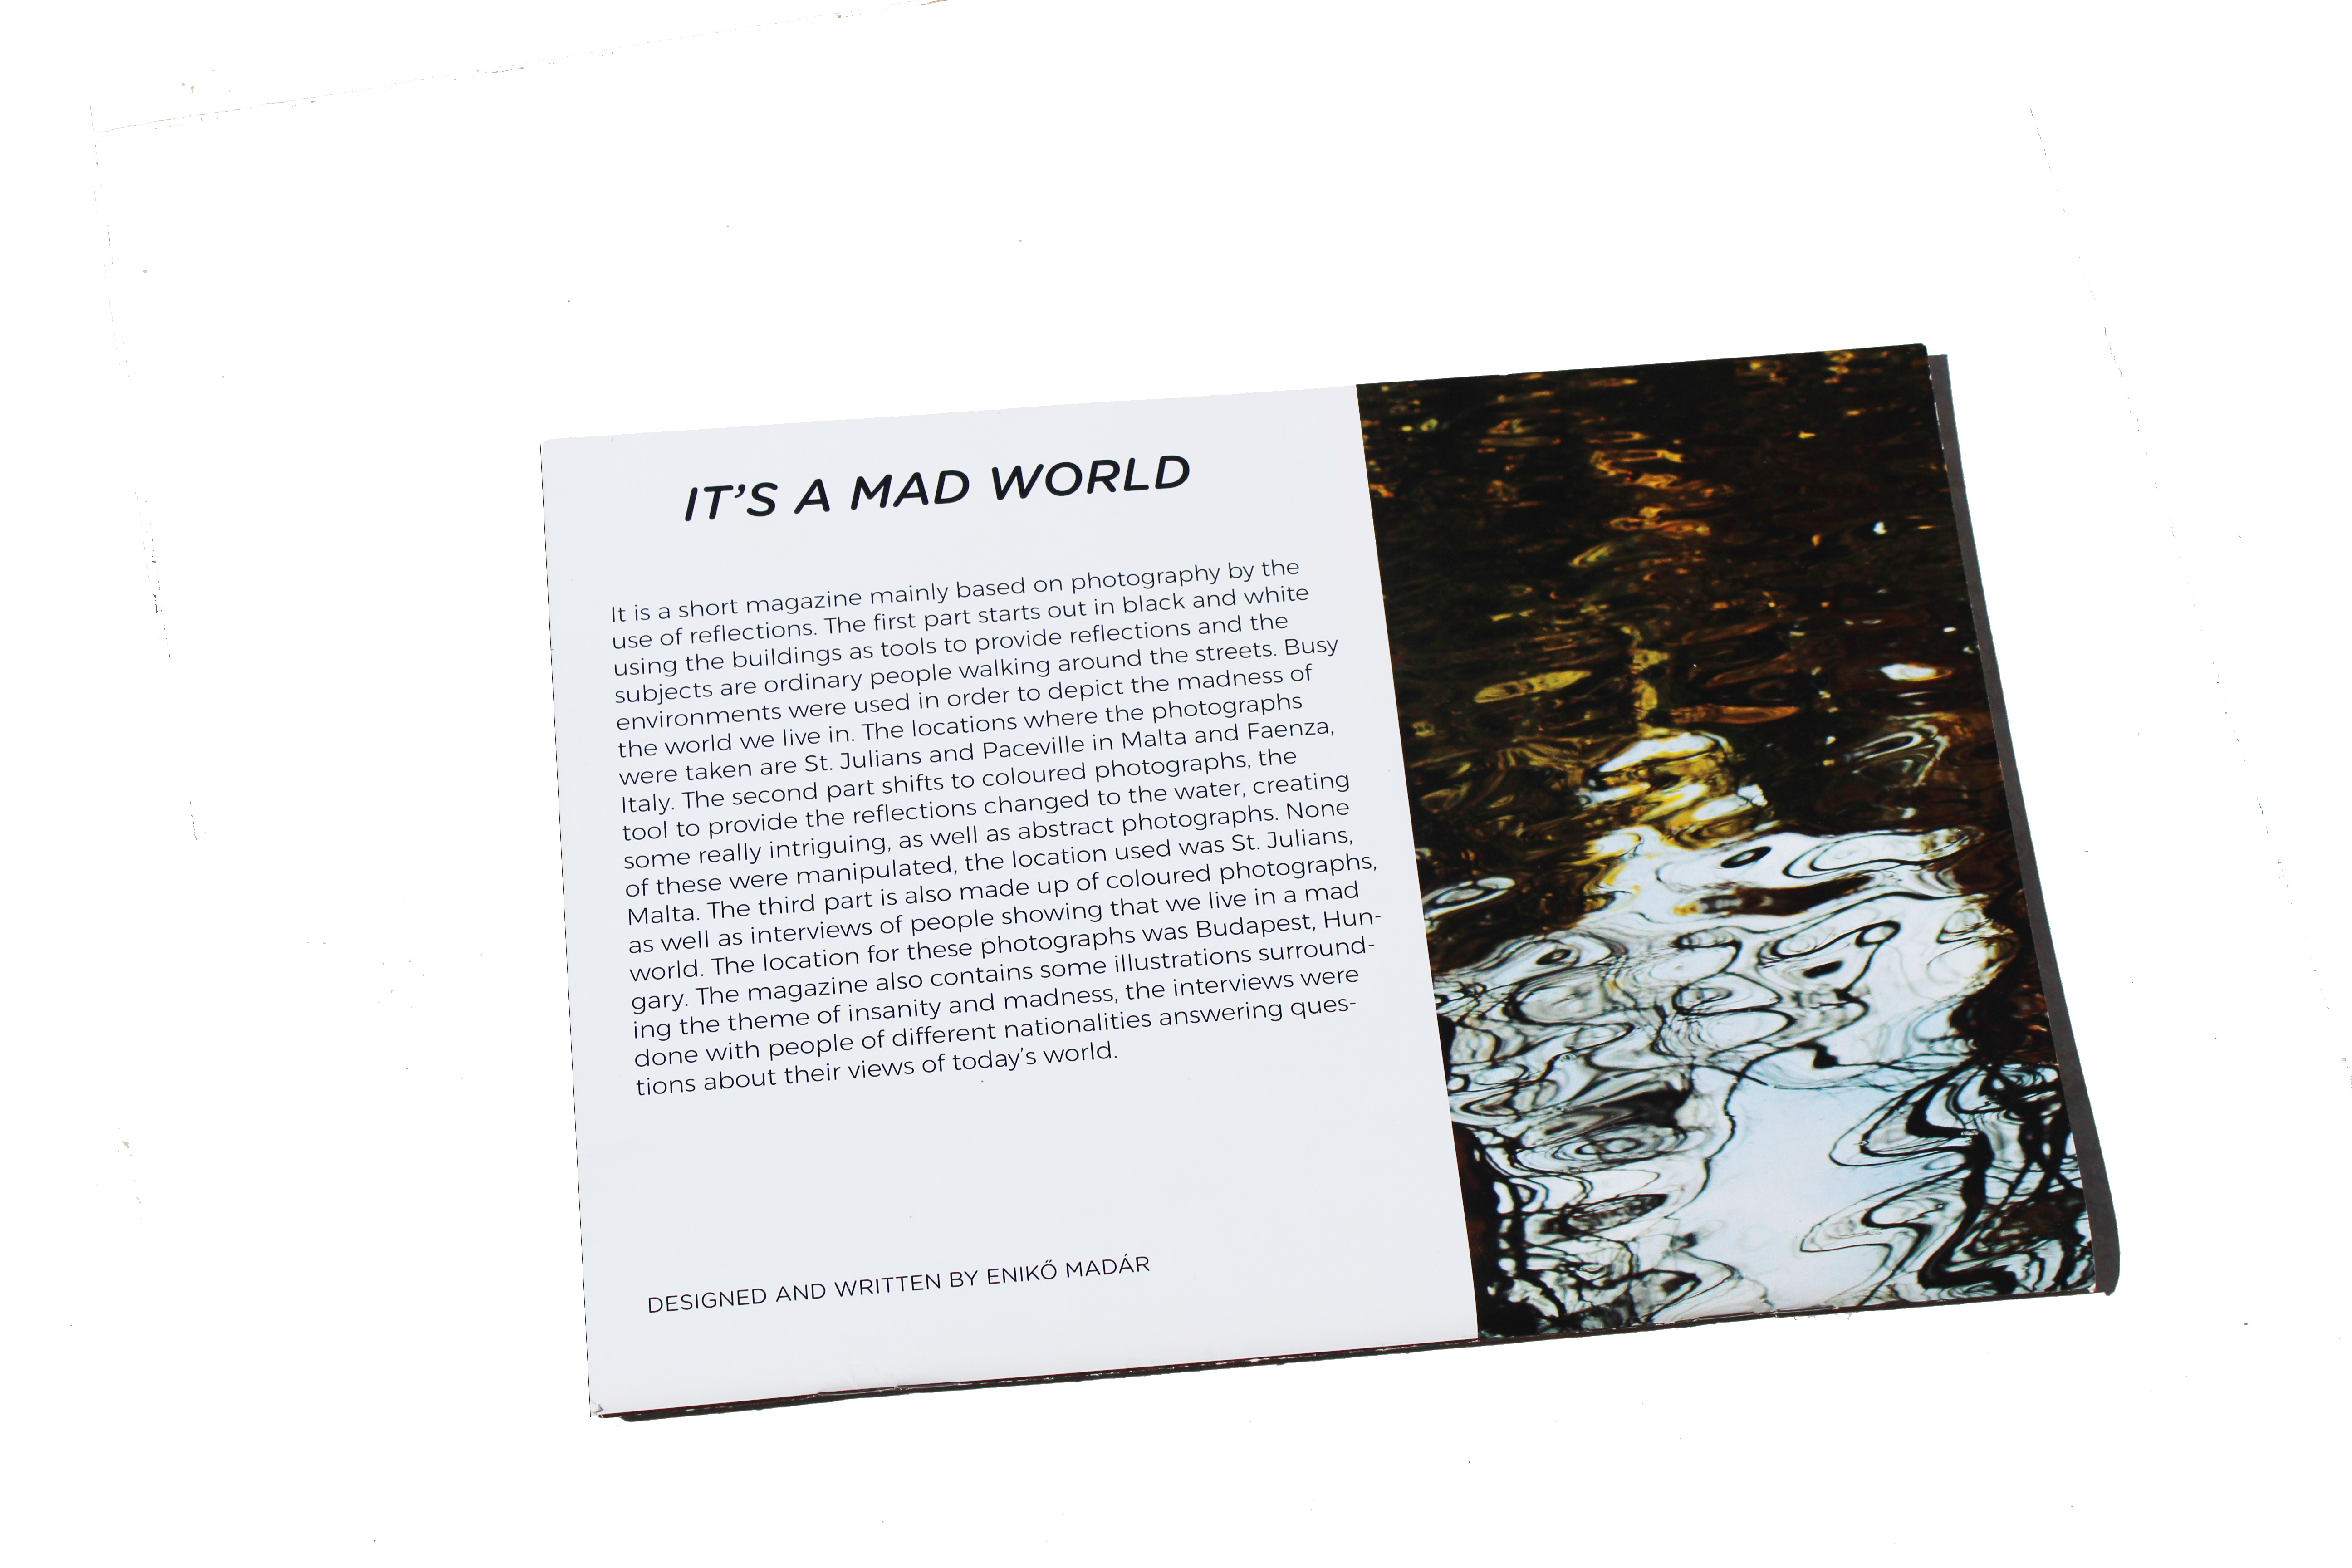 IT'S A MAD WORLD
It is a short magazine mainly based on photography by the
use of reflections. The first part starts out in black and white
using the buildings as tools to provide reflections and the
subjects are ordinary people walking around the streets. Busy
environments were used in order to depict the madness of
the world we live in. The locations where the photographs
were taken are St. Julians and Paceville in Malta and Faenza,
Italy. The second part shifts to coloured photographs, the
tool to provide the reflections changed to the water, creating
some really intriguing, as well as abstract photographs. None
of these were manipulated, the location used was St. Julians,
Malta. The third part is also made up of coloured photographs,
as well as interviews of people showing that we live in a mad
world. The location for these photographs was Budapest, Hun-
gary. The magazine also contains some illustrations surround-
ing the theme of insanity and madness, the interviews were
done with people of different nationalities answering ques-
tions about their views of today's world.
DESIGNED AND WRITTEN BY ENIKŐ MADÁR